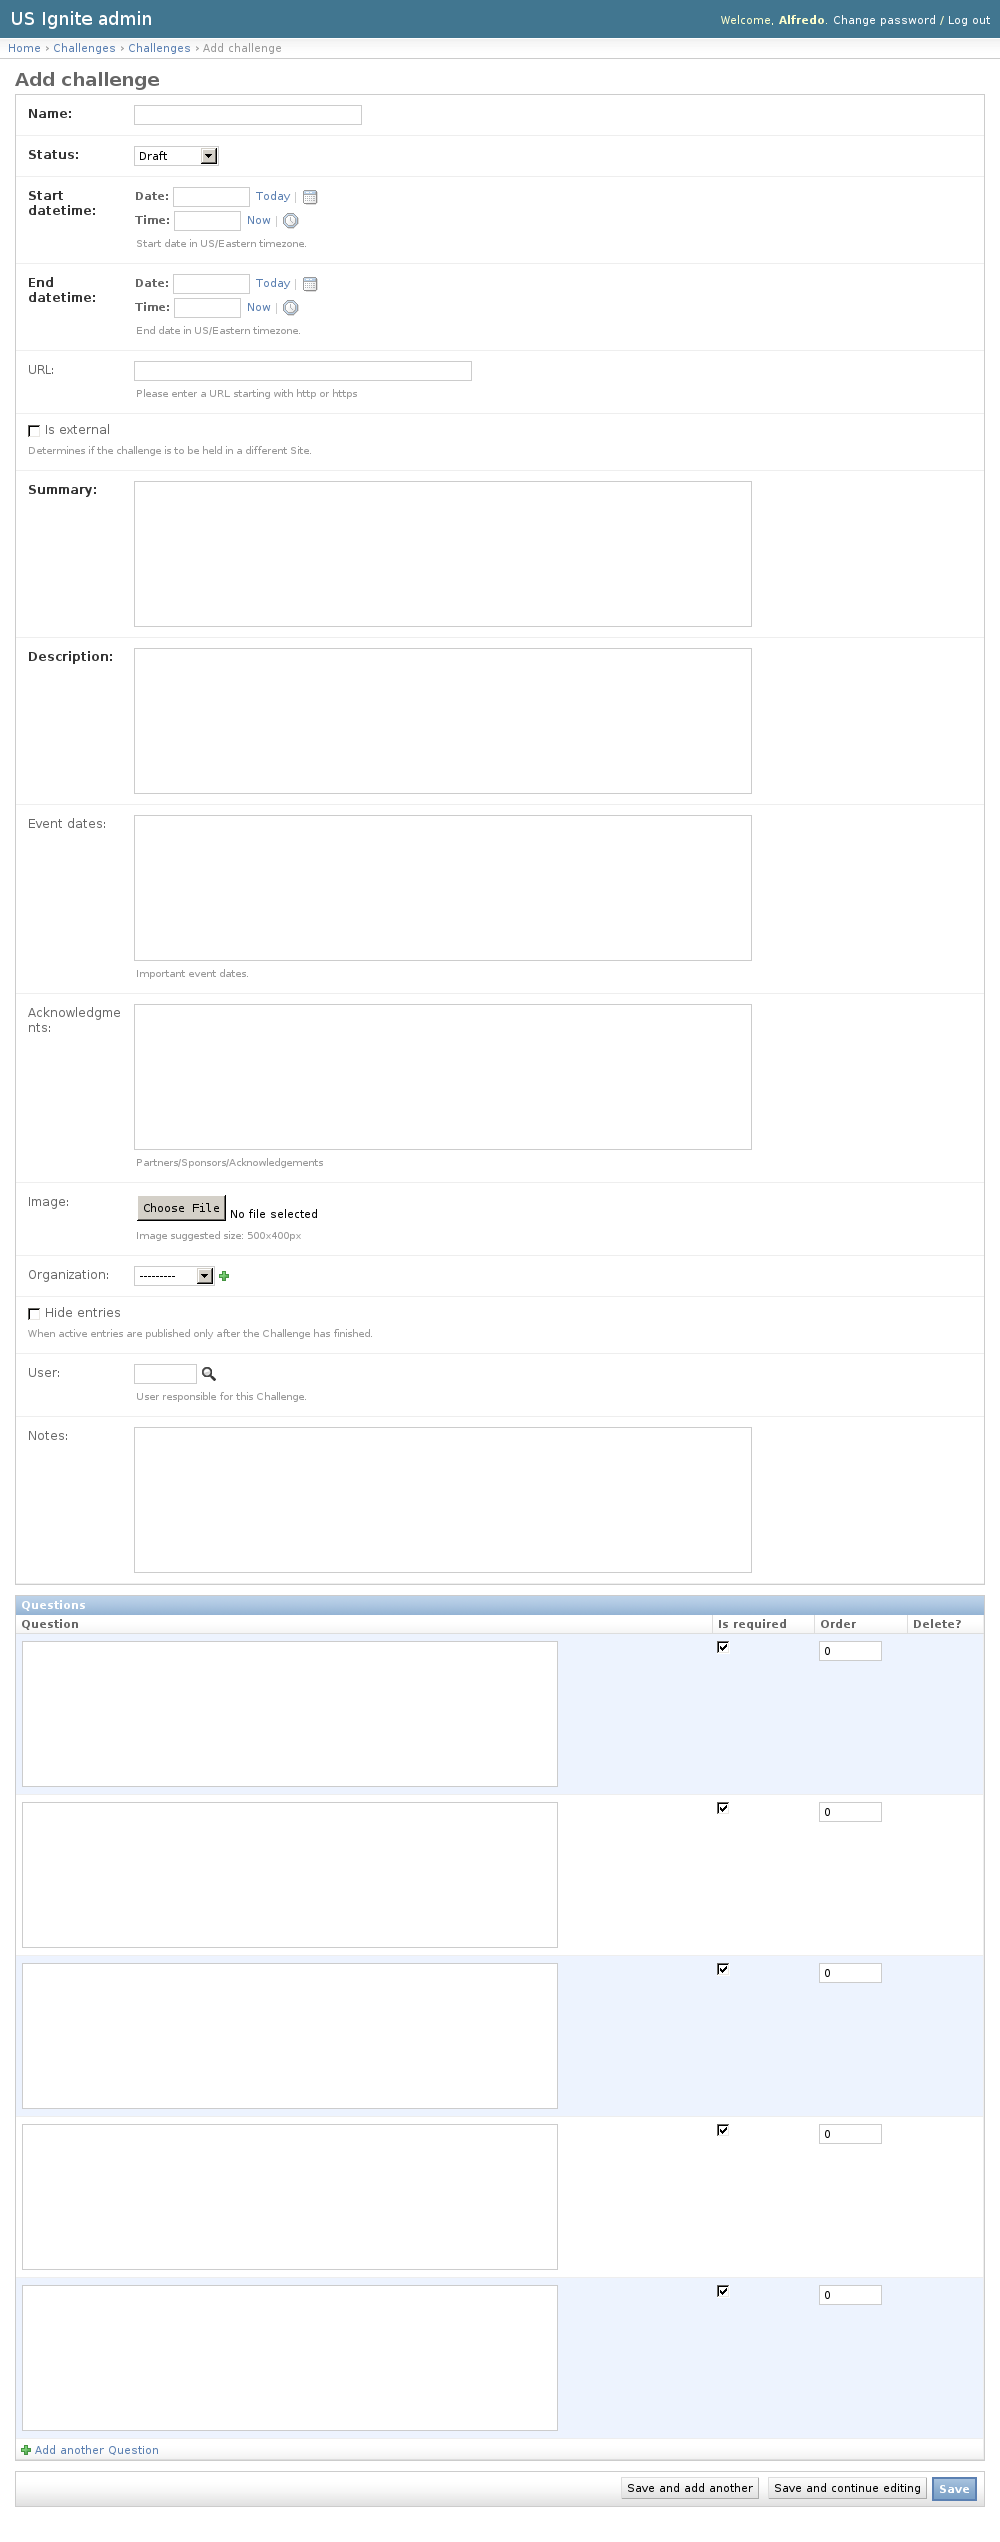 US Ignite admin
Welcome, Alfredo. Change password / Log out
Home › Challenges › Challenges › Add challenge
Add challenge
Name:
Status: Draft
Start
datetime:
Date: Today |
Time: Now |
Start date in US/Eastern timezone.
End
datetime:
Date: Today |
Time: Now |
End date in US/Eastern timezone.
URL:
Please enter a URL starting with http or https
Is external
Determines if the challenge is to be held in a different Site.
Summary:
Description:
Event dates:
Important event dates.
Acknowledgme
nts:
Partners/Sponsors/Acknowledgements
Image: Choose File No file selected
Image suggested size: 500x400px
Organization: ---------
Hide entries
When active entries are published only after the Challenge has finished.
User:
User responsible for this Challenge.
Notes:
Questions
Question Is required Order Delete?
0
0
0
0
0
Add another Question
Save and add another Save and continue editing Save